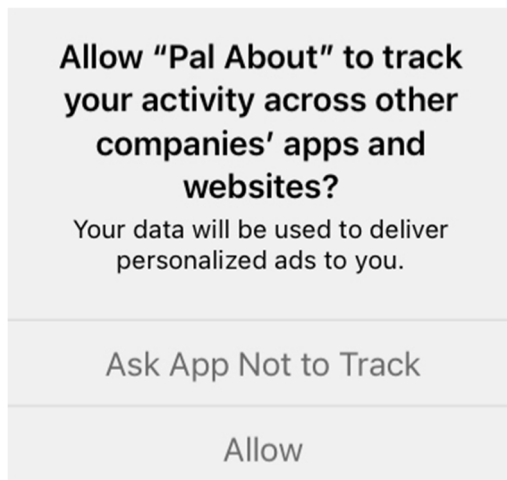 Allow “Pal About” to track
your activity across other
companies’ apps and
websites?
Your data will be used to deliver
personalized ads to you.
Ask App Not to Track
Allow